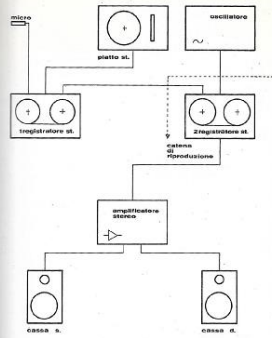 micro
oscillatore
piatto st.
1registratore st.
2registratore st.
catena
di
riproduzione
amplificatore
stereo
cassa s.
cassa d.